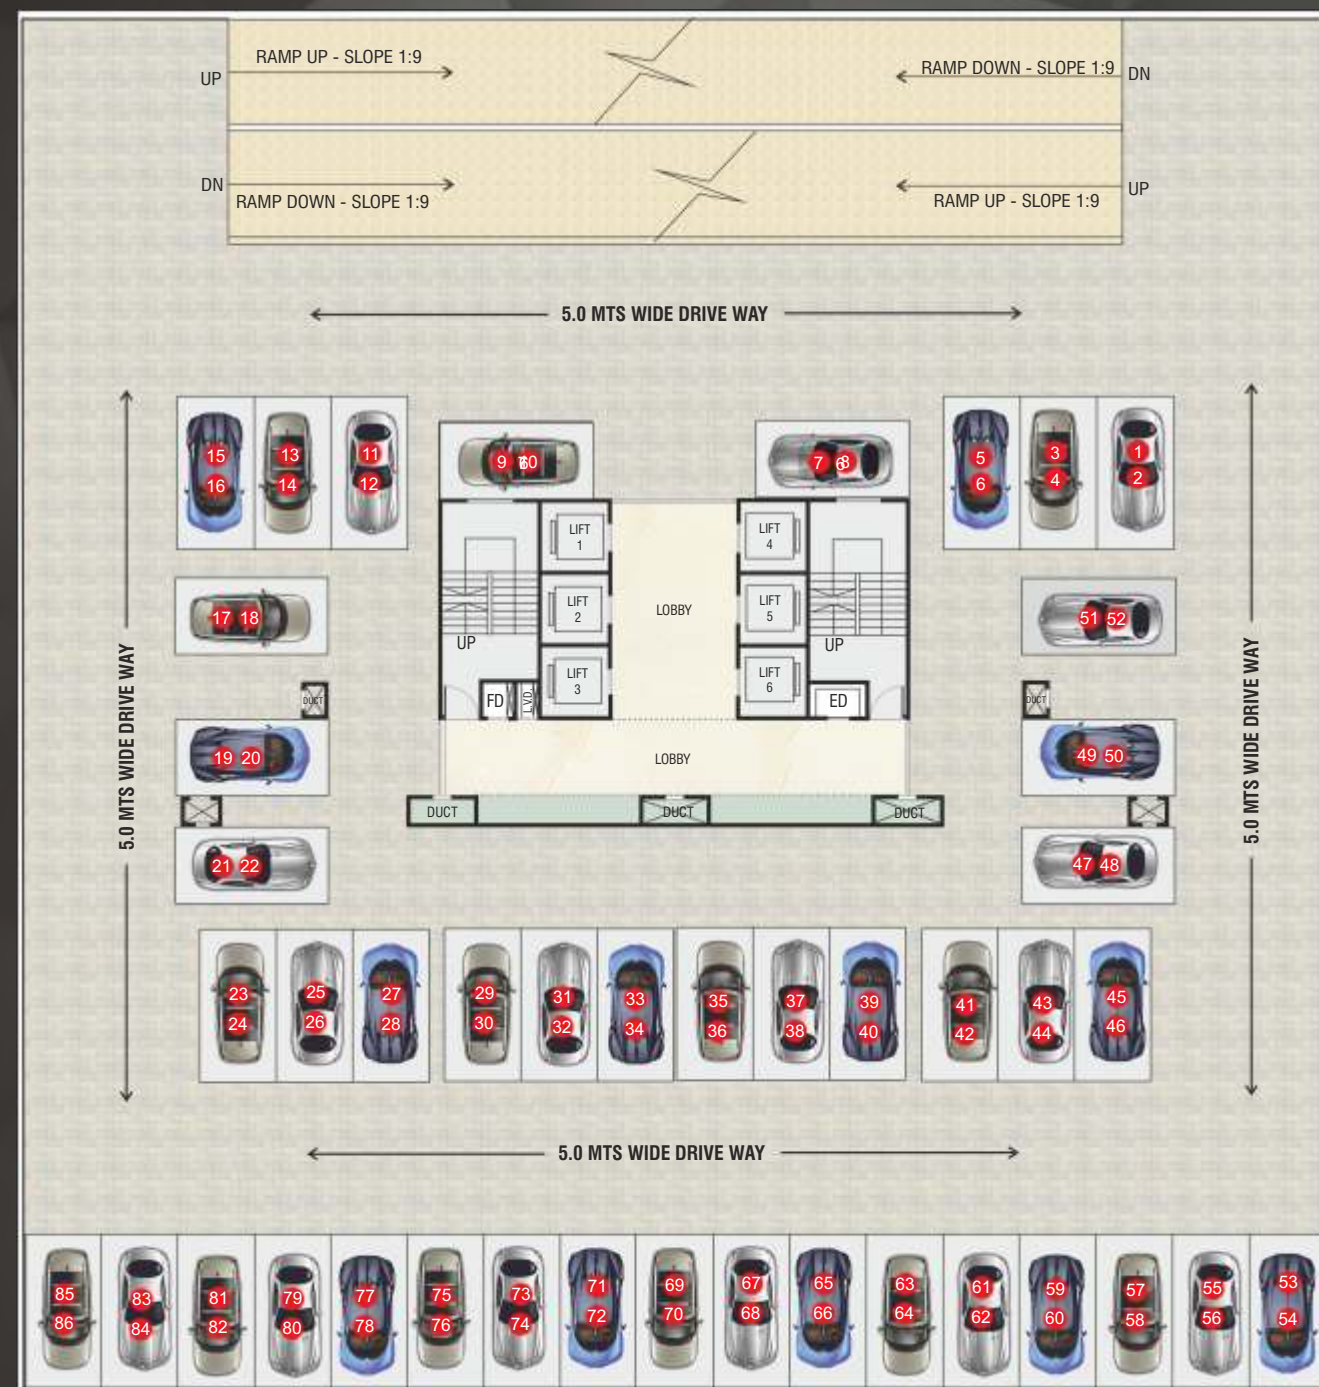 RAMP UP - SLOPE 1:9
UP
RAMP DOWN - SLOPE 1:9
DN
DN
RAMP DOWN - SLOPE 1:9
UP
RAMP UP - SLOPE 1:9
5.0 MTS WIDE DRIVE WAY
5.0 MTS WIDE DRIVE WAY
5.0 MTS WIDE DRIVE WAY
15 13 11
16 14 12
9
7 8
5 3 1
6 4 2
LIFT
1
LIFT
4
LIFT
2
LIFT
5
LIFT
3
LIFT
6
LOBBY
UP
UP
FD
L.V.D.
ED
LOBBY
DUCT
DUCT
DUCT
DUCT
DUCT
17 18
51 52
19 20
49 50
21 22
47 48
23 25 27 29 31 33 35 37 39 41 43 45
24 26 28 30 32 34 36 38 40 42 44 46
5.0 MTS WIDE DRIVE WAY
85 83 81 79 77 75 73 71 69 67 65 63 61 59 57 55 53
86 84 82 80 78 76 74 72 70 68 66 64 62 60 58 56 54